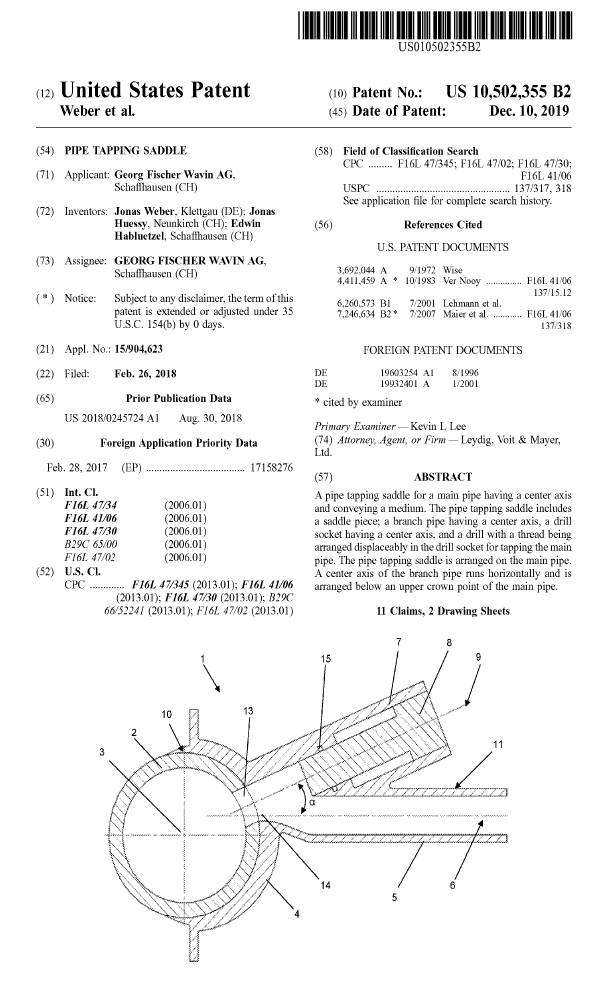 US010502355B2
(12) United States Patent
Weber et al.
(10) Patent No.: US 10,502,355 B2
(45) Date of Patent: Dec. 10, 2019
(54) PIPE TAPPING SADDLE
(71) Applicant: Georg Fischer Wavin AG,
Schaffhausen (CH)
(72) Inventors: Jonas Weber, Klettgau (DE); Jonas
Huessy, Neunkirch (CH); Edwin
Habluetzel, Schaffhausen (CH)
(73) Assignee: GEORG FISCHER WAVIN AG,
Schaffhausen (CH)
( * ) Notice: Subject to any disclaimer, the term of this
patent is extended or adjusted under 35
U.S.C. 154(b) by 0 days.
(21) Appl. No.: 15/904,623
(22) Filed: Feb. 26, 2018
(65) Prior Publication Data
US 2018/0245724 A1 Aug. 30, 2018
(30) Foreign Application Priority Data
Feb. 28, 2017 (EP) ..................................... 17158276
(51) Int. Cl.
F16L 47/34 (2006.01)
F16L 41/06 (2006.01)
F16L 47/30 (2006.01)
B29C 65/00 (2006.01)
F16L 47/02 (2006.01)
(52) U.S. Cl.
CPC ............ F16L 47/345 (2013.01); F16L 41/06
(2013.01); F16L 47/30 (2013.01); B29C
66/52241 (2013.01); F16L 47/02 (2013.01)
(58) Field of Classification Search
CPC ......... F16L 47/345; F16L 47/02; F16L 47/30;
F16L 41/06
USPC .................................................. 137/317, 318
See application file for complete search history.
(56) References Cited
U.S. PATENT DOCUMENTS
3,692,044 A 9/1972 Wise
4,411,459 A * 10/1983 Ver Nooy .............. F16L 41/06
137/15.12
6,260,573 B1 7/2001 Lehmann et al.
7,246,634 B2 * 7/2007 Maier et al. ........... F16L 41/06
137/318
FOREIGN PATENT DOCUMENTS
DE 19603254 A1 8/1996
DE 19932401 A 1/2001
* cited by examiner
Primary Examiner — Kevin L Lee
(74) Attorney, Agent, or Firm — Leydig, Voit & Mayer,
Ltd.
(57) ABSTRACT
A pipe tapping saddle for a main pipe having a center axis
and conveying a medium. The pipe tapping saddle includes
a saddle piece; a branch pipe having a center axis, a drill
socket having a center axis, and a drill with a thread being
arranged displaceably in the drill socket for tapping the main
pipe. The pipe tapping saddle is arranged on the main pipe.
A center axis of the branch pipe runs horizontally and is
arranged below an upper crown point of the main pipe.
11 Claims, 2 Drawing Sheets
1
15
7
8
9
10
13
2
3
11
α
14
4
5
6